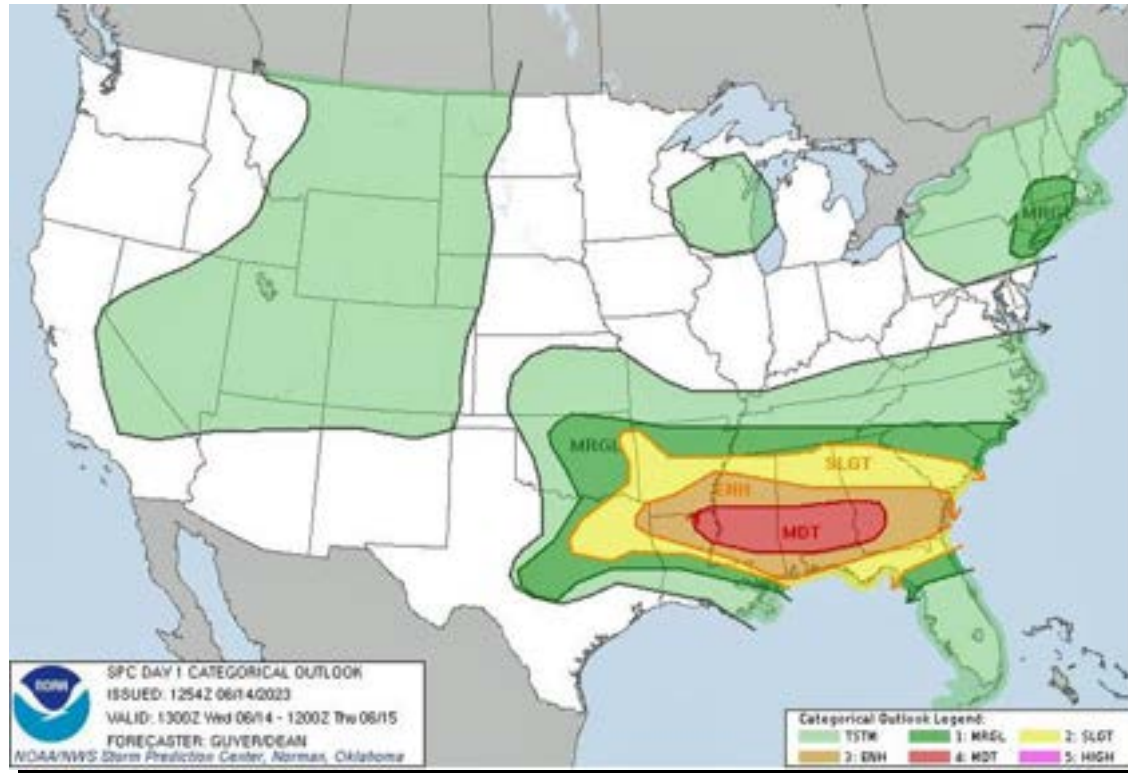 MRGL
MRGL
SLGT
ENH
MDT
NOAA
SPC DAY 1 CATEGORICAL OUTLOOK
ISSUED: 1254Z 06/14/2023
VALID: 1300Z Wed 06/14 - 1200Z Thu 06/15
FORECASTER: GUYER/DEAN
NOAA/NWS Storm Prediction Center, Norman, Oklahoma
Categorical Outlook Legend:
TSTM 1: MRGL 2: SLGT
3: ENH 4: MDT 5: HIGH